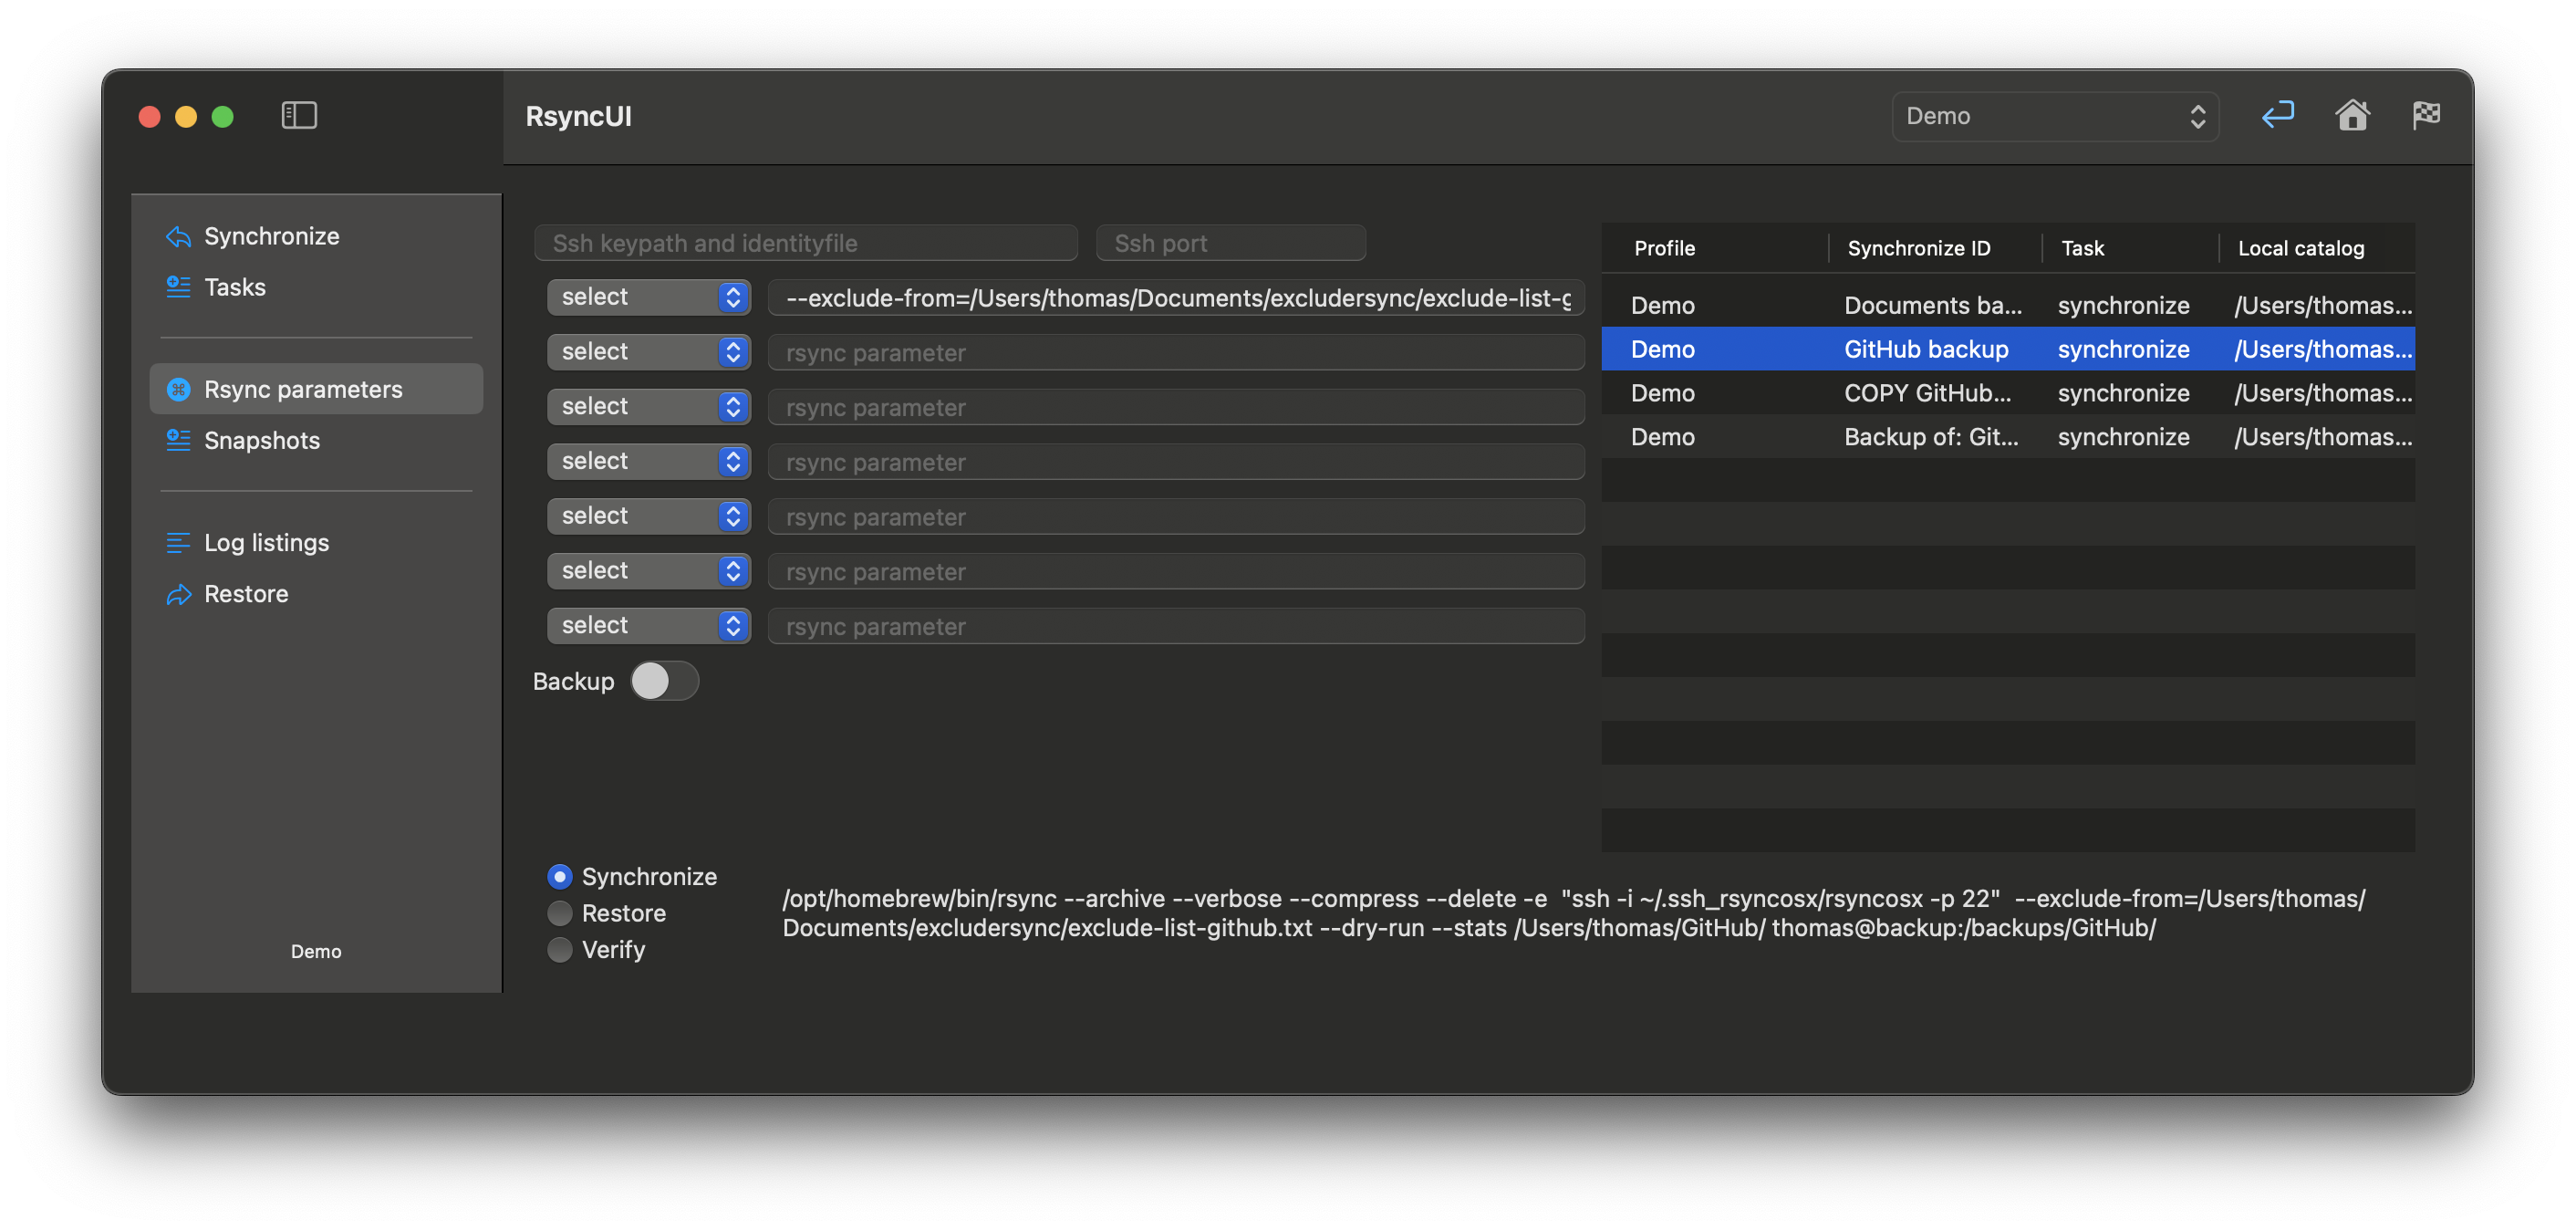 RsyncUI
Demo
Synchronize
Tasks
Rsync parameters
Snapshots
Log listings
Restore
Demo
Ssh keypath and identityfile
Ssh port
select
--exclude-from=/Users/thomas/Documents/excludersync/exclude-list-g
select
rsync parameter
select
rsync parameter
select
rsync parameter
select
rsync parameter
select
rsync parameter
select
rsync parameter
Backup
Profile Synchronize ID Task Local catalog
Demo Documents ba... synchronize /Users/thomas...
Demo GitHub backup synchronize /Users/thomas...
Demo COPY GitHub... synchronize /Users/thomas...
Demo Backup of: Git... synchronize /Users/thomas...
Synchronize
Restore
Verify
/opt/homebrew/bin/rsync --archive --verbose --compress --delete -e  "ssh -i ~/.ssh_rsyncosx/rsyncosx -p 22"  --exclude-from=/Users/thomas/
Documents/excludersync/exclude-list-github.txt --dry-run --stats /Users/thomas/GitHub/ thomas@backup:/backups/GitHub/